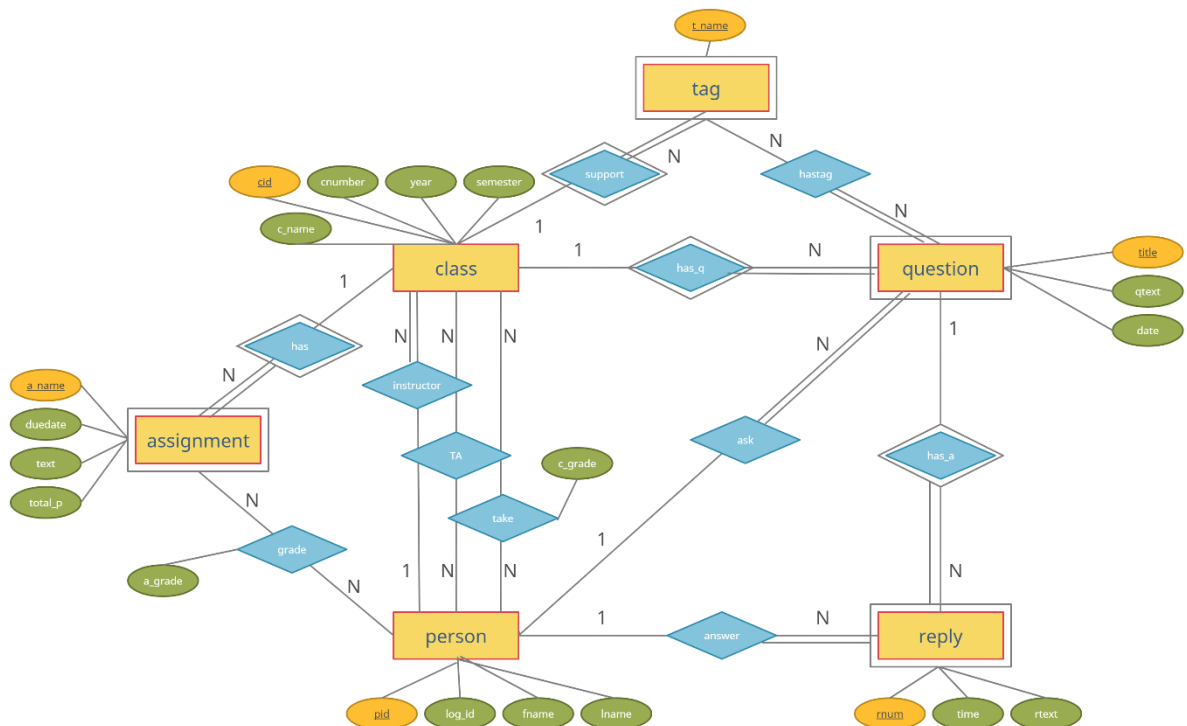 t_name
tag
N
N
support
hastag
cid
cnumber
year
semester
c_name
1
N
class
1
has_q
N
question
title
qtext
date
1
has
N
N
N
N
1
N
instructor
a_name
duedate
text
total_p
assignment
ask
has_a
TA
c_grade
N
take
grade
a_grade
N
1
N
N
1
N
person
1
answer
N
reply
pid
log_id
fname
lname
rnum
time
rtext